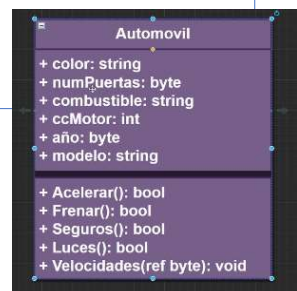 Automovil
+ color: string
+ numPuertas: byte
+ combustible: string
+ ccMotor: int
+ año: byte
+ modelo: string
+ Acelerar(): bool
+ Frenar(): bool
+ Seguros(): bool
+ Luces(): bool
+ Velocidades(ref byte): void